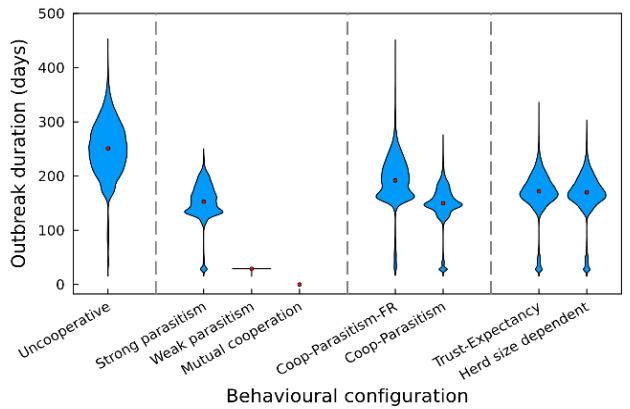 Outbreak duration (days)
500
400
300
200
100
0
Uncooperative
Strong parasitism
Weak parasitism
Mutual cooperation
Coop-Parasitism-FR
Coop-Parasitism
Trust-Expectancy
Herd size dependent
Behavioural configuration